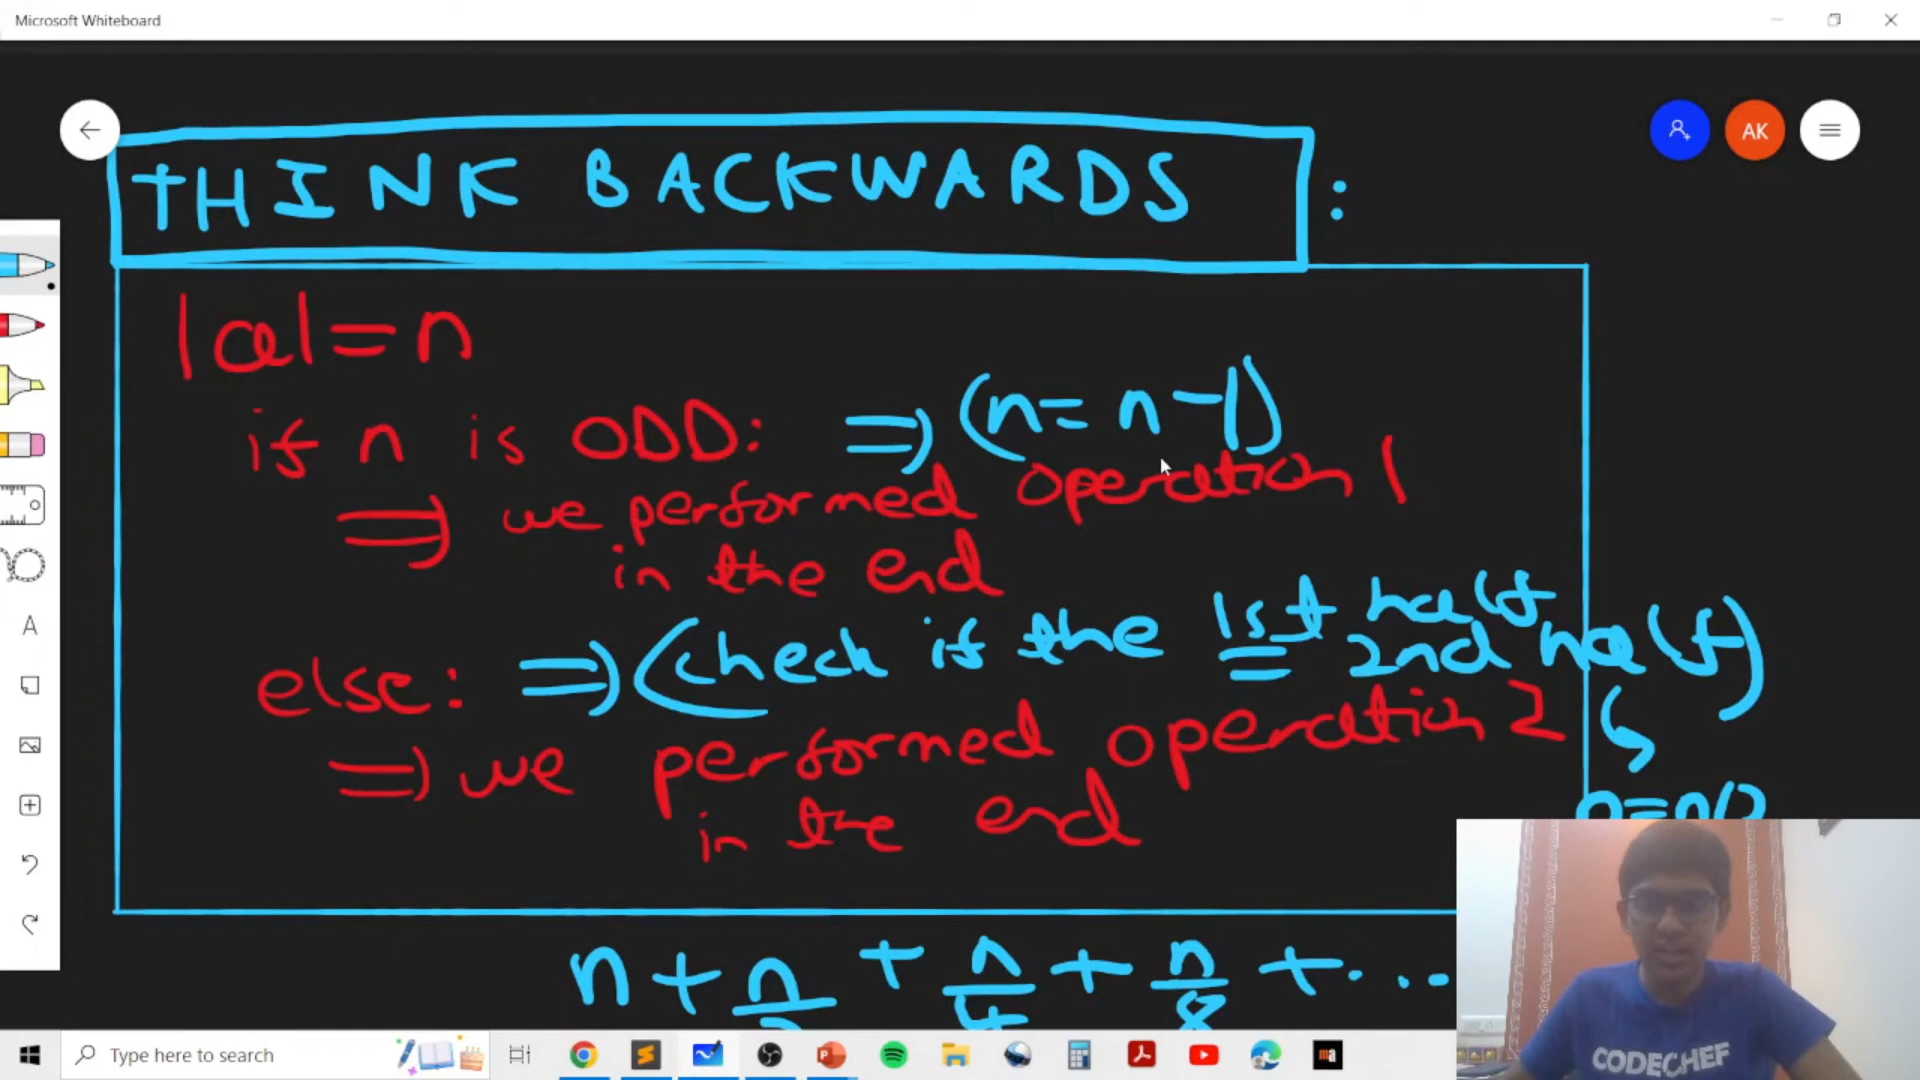 Microsoft Whiteboard
AK
THINK BACKWARDS :
|a|=n
if n is ODD: ⇒ (n= n-1)
⇒ we performed operation 1
in the end
else: ⇒ (check if the 1st half
= 2nd half)
⇒ we performed operation 2
in the end
n=n/2
n + n/2 + n/4 + n/8 + ...
A
CODECHEF
Type here to search
ma